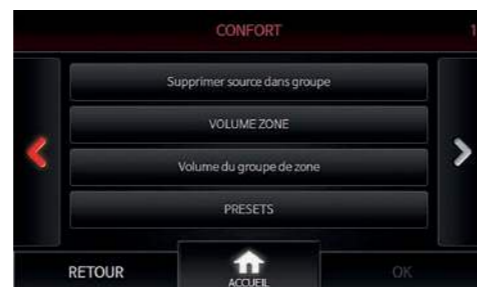 CONFORT 1
Supprimer source dans groupe
VOLUME ZONE
Volume du groupe de zone
PRESETS
RETOUR
ACCUEIL
OK